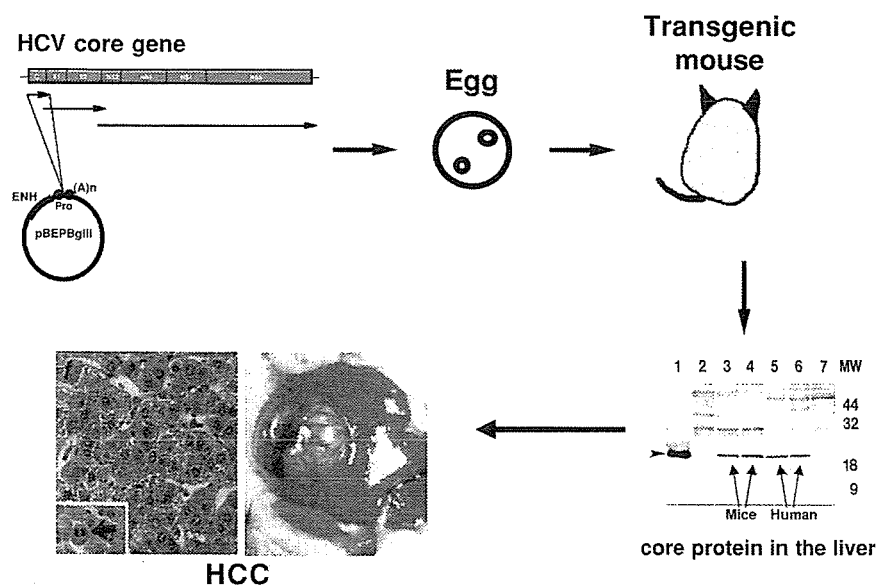 HCV core gene
Egg
Transgenic
mouse
ENH
Pro
(A)n
pBEPBglII
1 2 3 4 5 6 7 MW
44
32
18
9
Mice Human
core protein in the liver
HCC